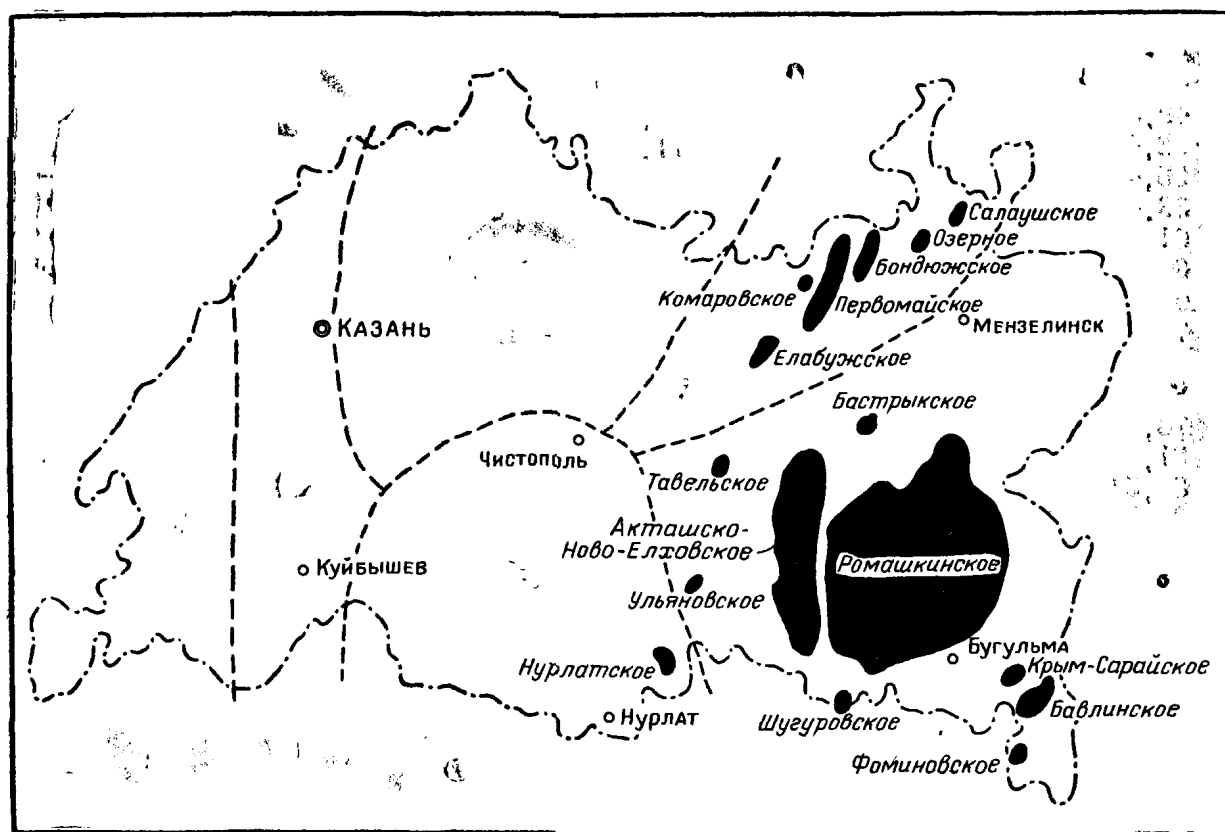 Салаушское
Озерное
Бондюжское
Комаровское
Первомайское
КАЗАНЬ
МЕНЗЕЛИНСК
Елабужское
Бастрыкское
Чистополь
Тавельское
Акташско-
Ново-Елховское
Ромашкинское
Куйбышев
Ульяновское
Бугульма
Нурлатское
Крым-Сарайское
Нурлат
Шугуровское
Бавлинское
Фоминовское